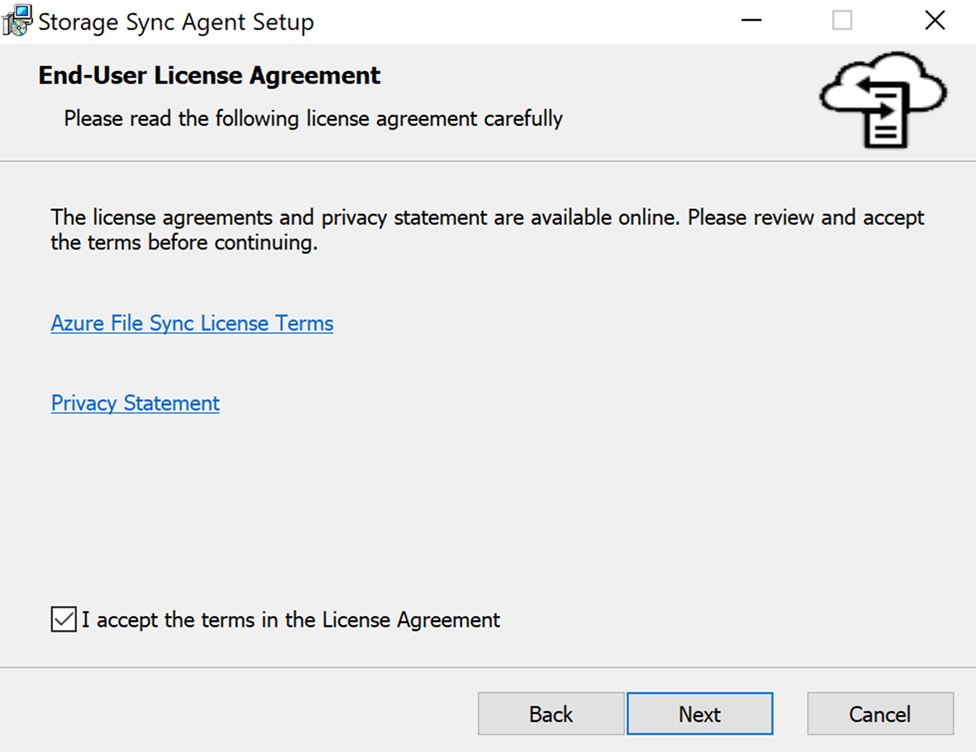 Storage Sync Agent Setup
End-User License Agreement
Please read the following license agreement carefully
The license agreements and privacy statement are available online. Please review and accept
the terms before continuing.
Azure File Sync License Terms
Privacy Statement
I accept the terms in the License Agreement
Back Next Cancel